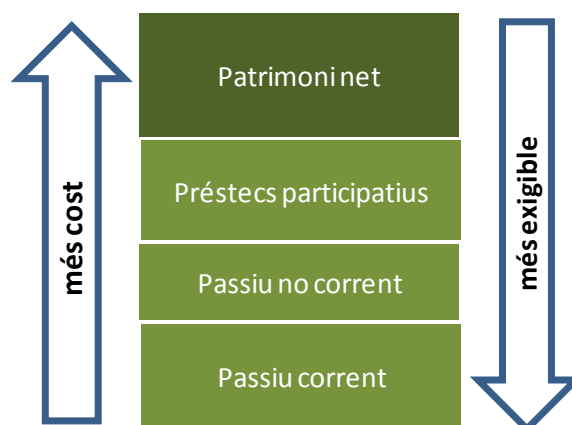 Patrimoni net
Préstecs participatius
Passiu no corrent
Passiu corrent
més cost
més exigible